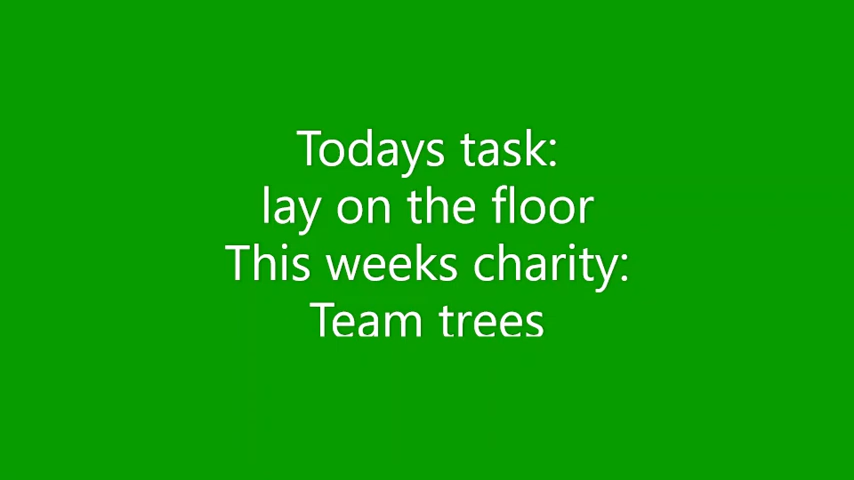 Todays task:
lay on the floor
This weeks charity:
Team trees